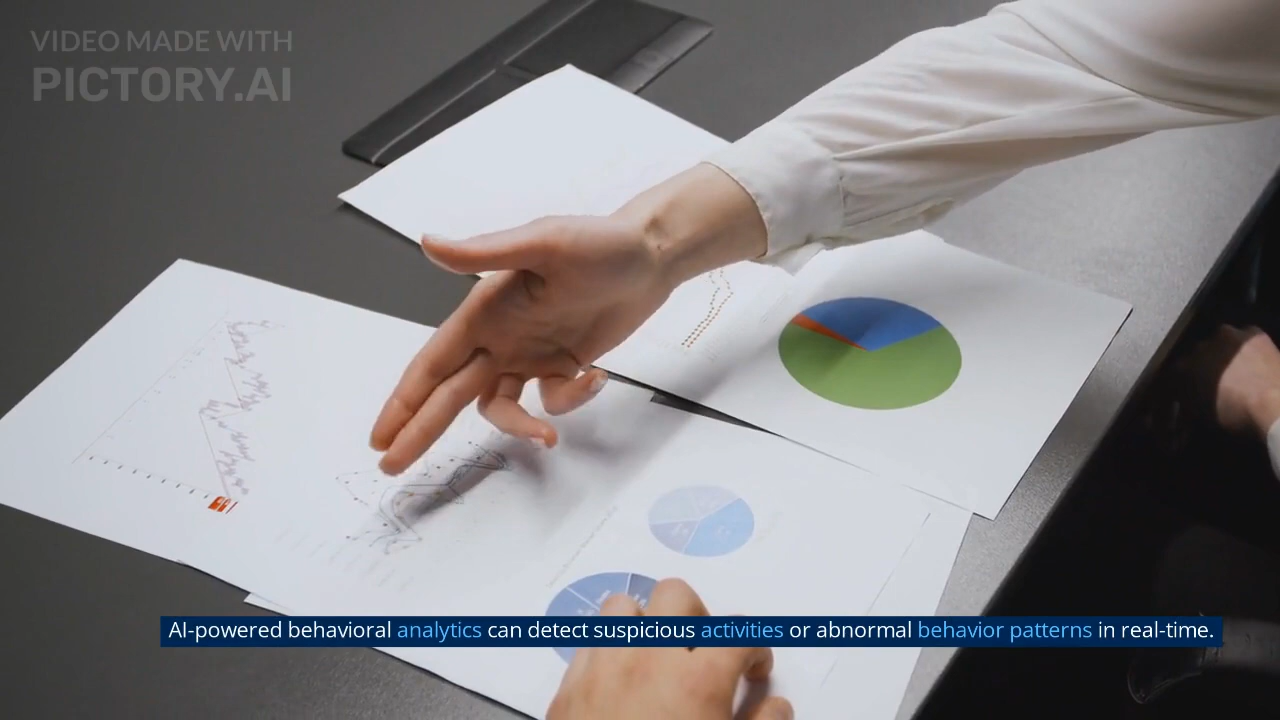 VIDEO MADE WITH
PICTORY.AI
AI-powered behavioral analytics can detect suspicious activities or abnormal behavior patterns in real-time.